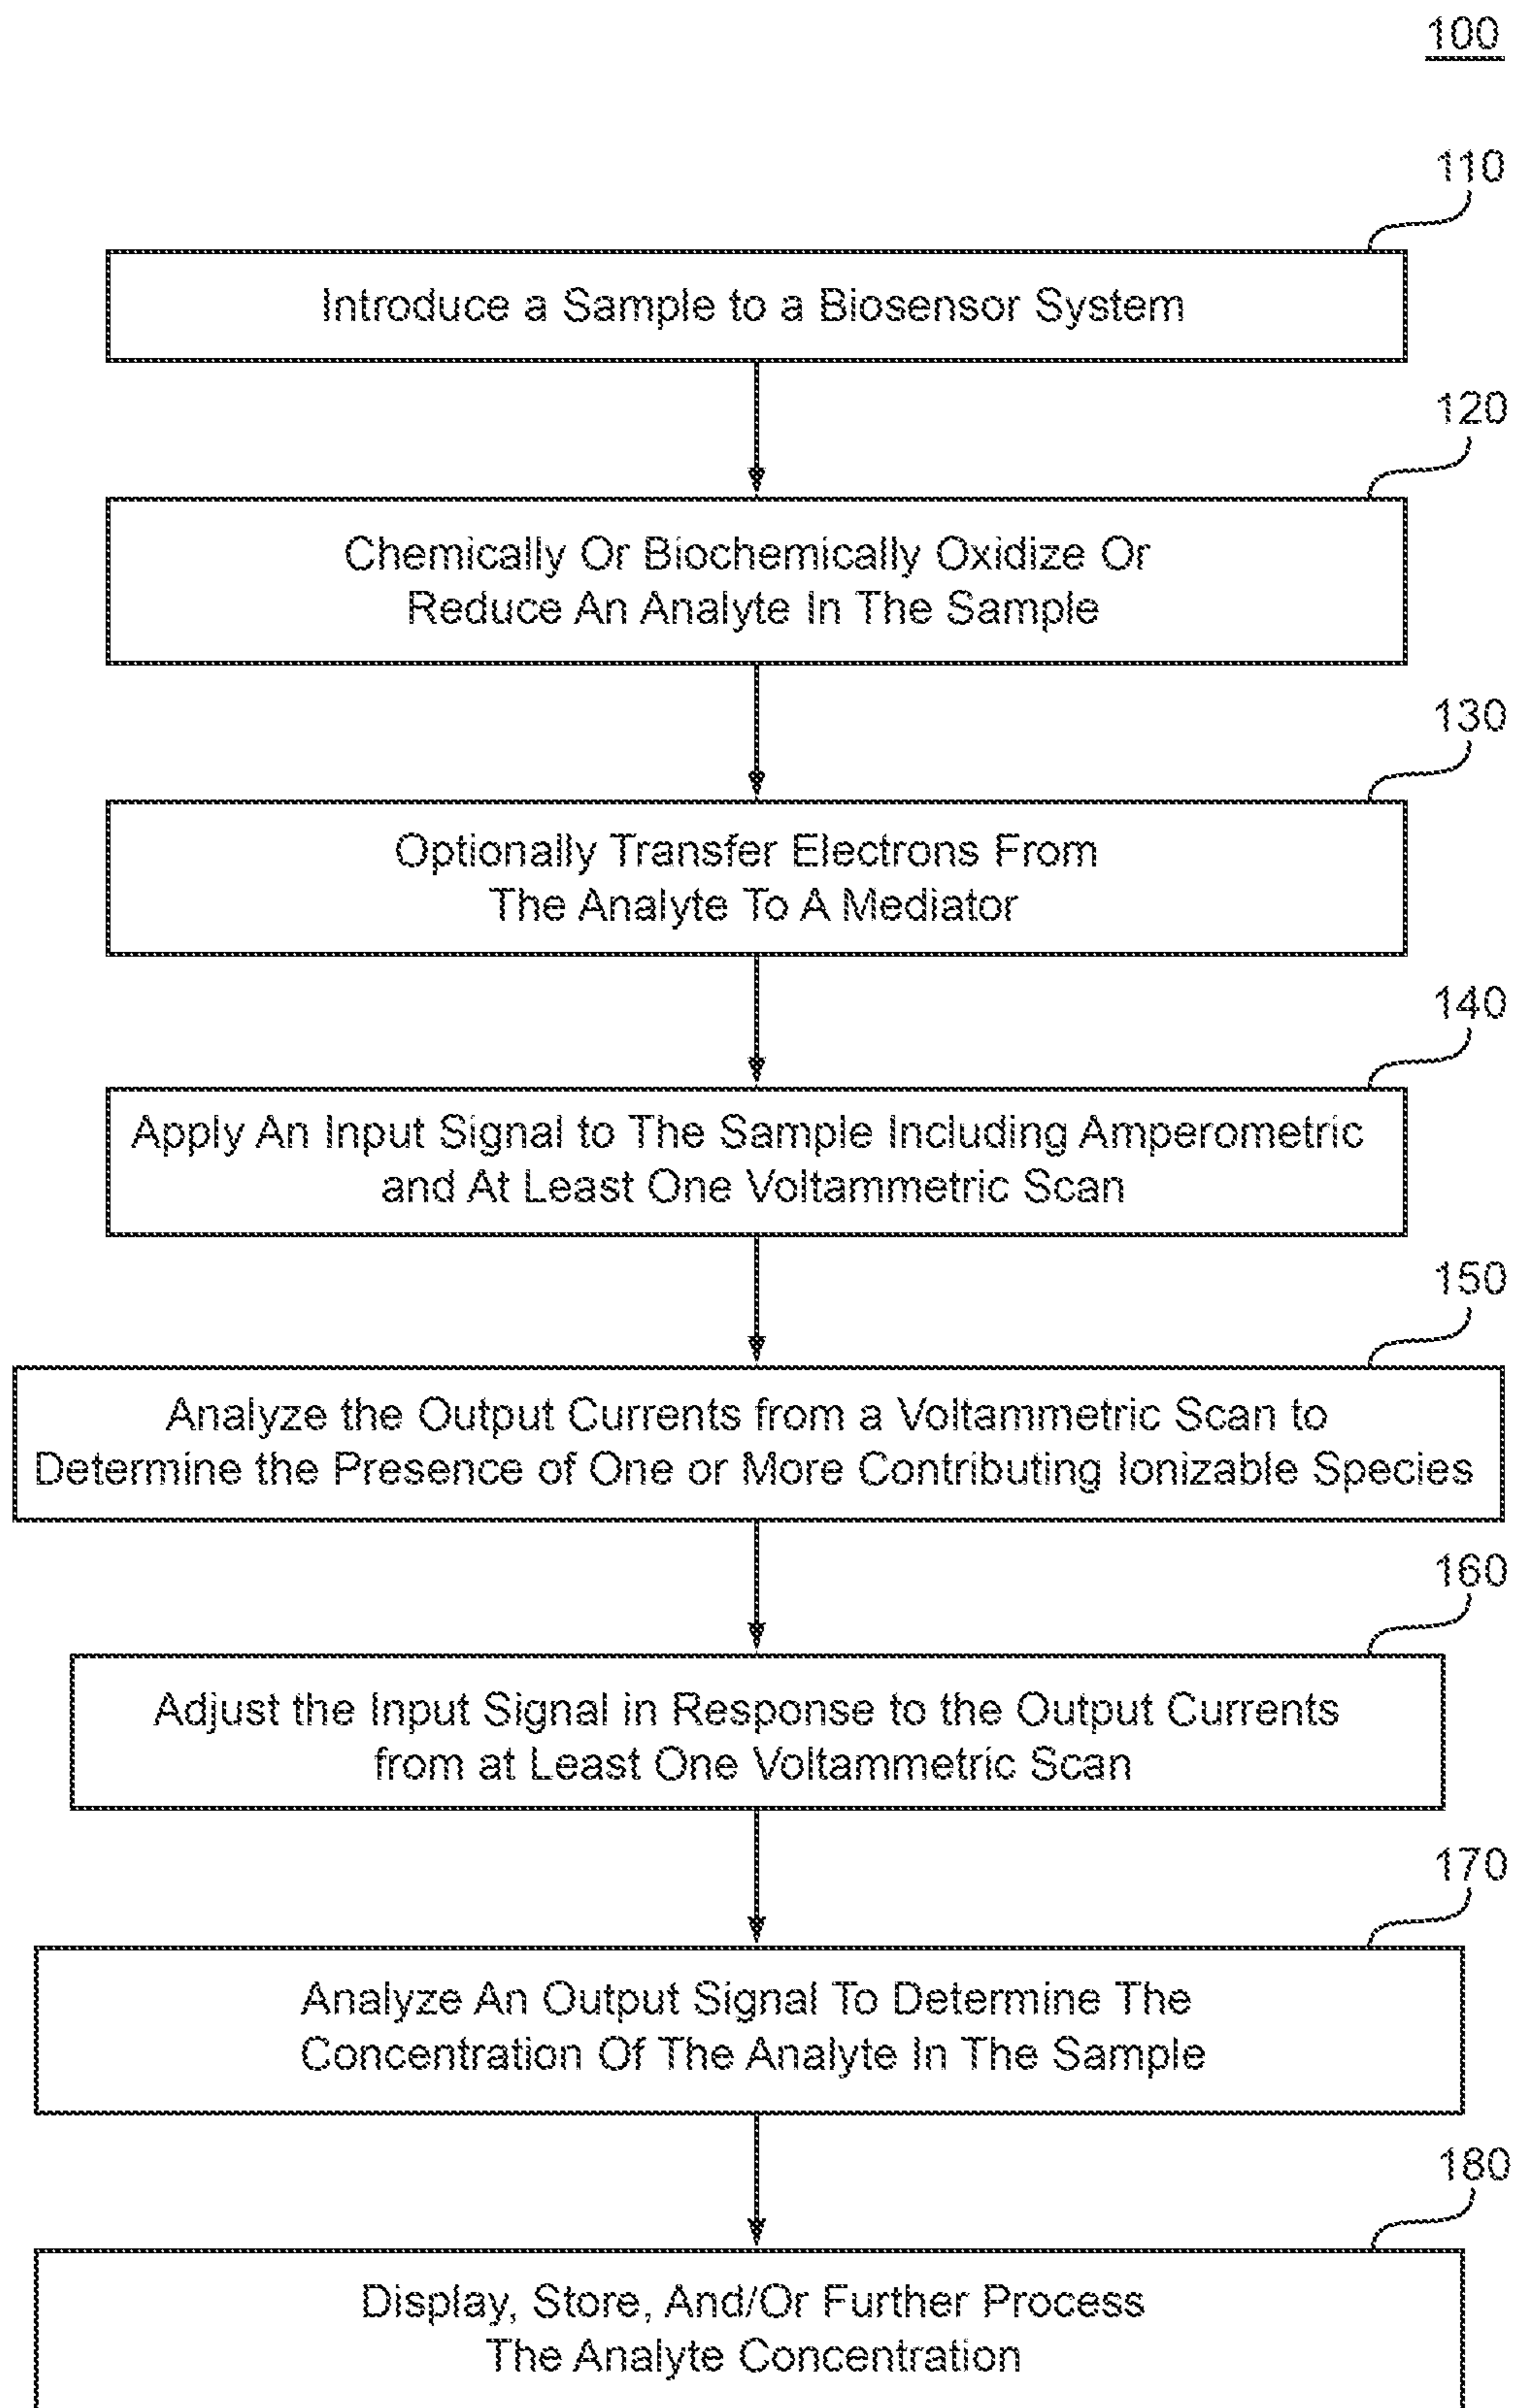 100
110
Introduce a Sample to a Biosensor System
120
Chemically Or Biochemically Oxidize Or
Reduce An Analyte In The Sample
130
Optionally Transfer Electrons From
The Analyte To A Mediator
140
Apply An Input Signal to The Sample Including Amperometric
and At Least One Voltammetric Scan
150
Analyze the Output Currents from a Voltammetric Scan to
Determine the Presence of One or More Contributing Ionizable Species
160
Adjust the Input Signal in Response to the Output Currents
from at Least One Voltammetric Scan
170
Analyze An Output Signal To Determine The
Concentration Of The Analyte In The Sample
180
Display, Store, And/Or Further Process
The Analyte Concentration